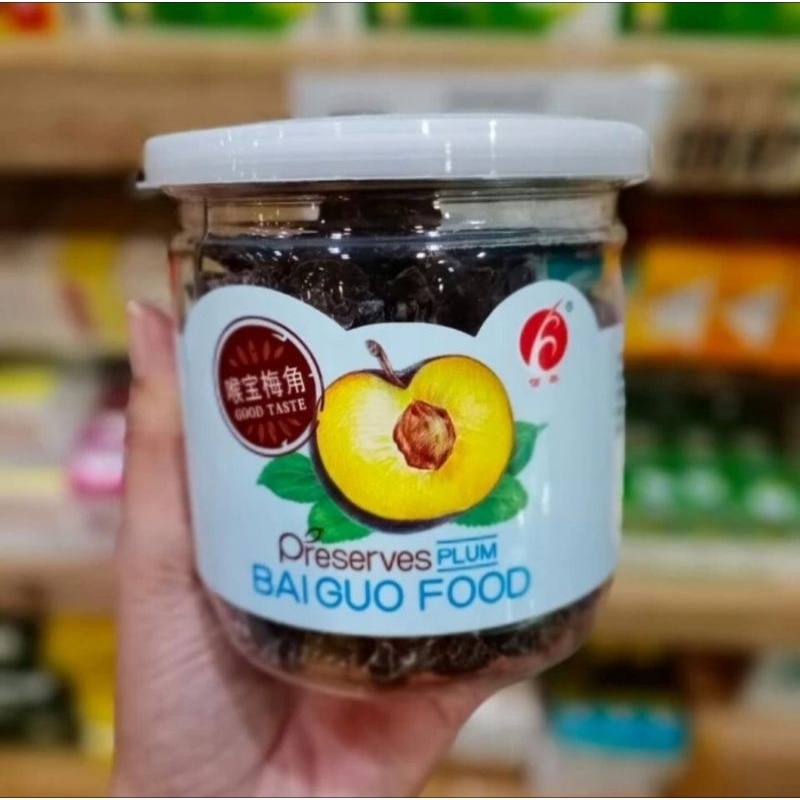 喉宝梅角
GOOD TASTE
®
Preserves PLUM
BAI GUO FOOD